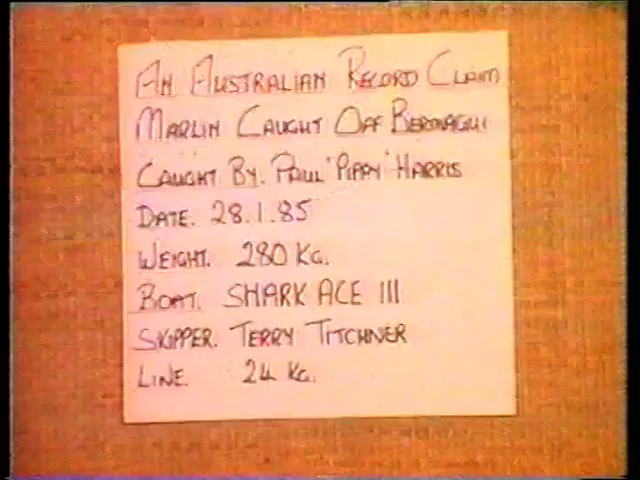 AN AUSTRALIAN RECORD CLAIM
MARLIN CAUGHT OFF BERMAGUI
CAUGHT BY. PAUL 'PIPPY' HARRIS
DATE. 28.1.85
WEIGHT. 280 KG.
BOAT. SHARK ACE III
SKIPPER. TERRY TITCHNER
LINE. 24 KG.